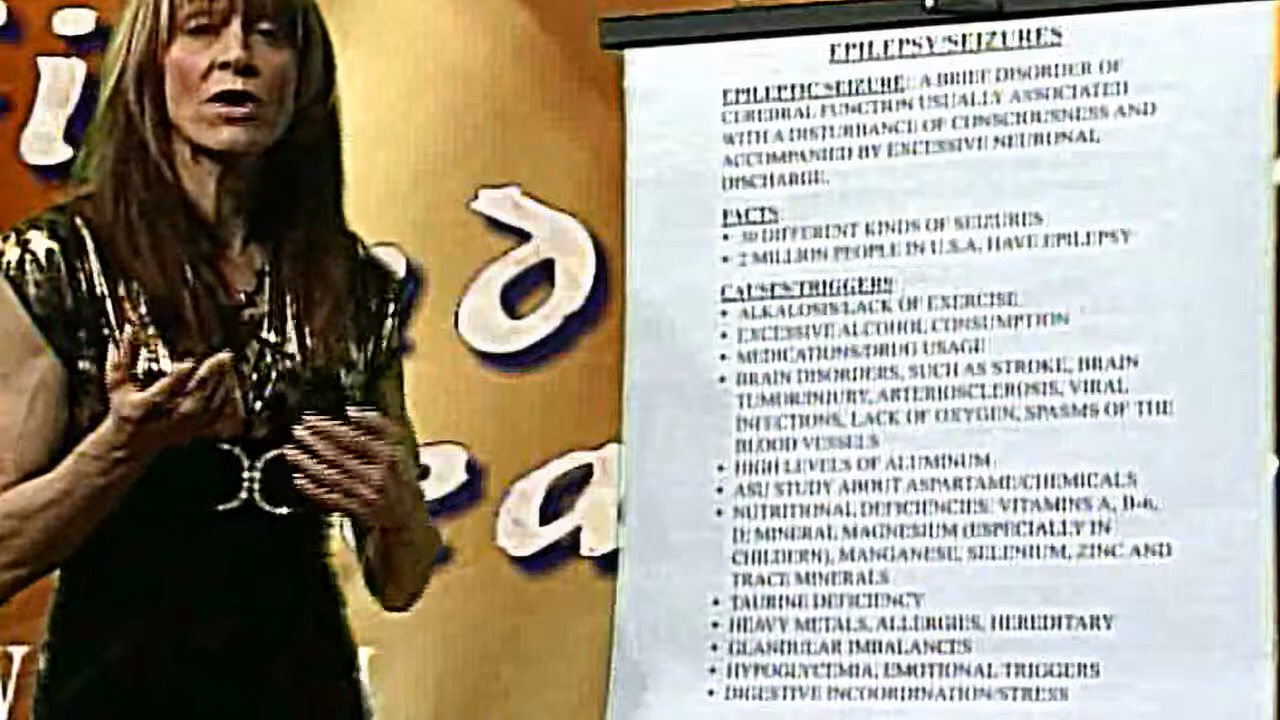 EPILEPSY/SEIZURES
EPILEPTIC SEIZURE: A BRIEF DISORDER OF
CEREBRAL FUNCTION USUALLY ASSOCIATED
WITH A DISTURBANCE OF CONSCIOUSNESS AND
ACCOMPANIED BY EXCESSIVE NEURONAL
DISCHARGE.
FACTS
• 30 DIFFERENT KINDS OF SEIZURES
• 2 MILLION PEOPLE IN U.S.A. HAVE EPILEPSY
CAUSES/TRIGGERS
• ALKALOSIS/LACK OF EXERCISE
• EXCESSIVE ALCOHOL CONSUMPTION
• MEDICATIONS/DRUG USAGE
• BRAIN DISORDERS, SUCH AS STROKE, BRAIN
TUMOR/INJURY, ARTERIOSCLEROSIS, VIRAL
INFECTIONS, LACK OF OXYGEN, SPASMS OF THE
BLOOD VESSELS
• HIGH LEVELS OF ALUMINUM
• ASU STUDY ABOUT ASPARTAME/CHEMICALS
• NUTRITIONAL DEFICIENCIES: VITAMINS A, B-6,
D; MINERAL MAGNESIUM (ESPECIALLY IN
CHILDERN), MANGANESE, SELENIUM, ZINC AND
TRACE MINERALS
• TAURINE DEFICIENCY
• HEAVY METALS, ALLERGIES, HEREDITARY
• GLANDULAR IMBALANCES
• HYPOGLYCEMIA, EMOTIONAL TRIGGERS
• DIGESTIVE INCOORDINATION/STRESS